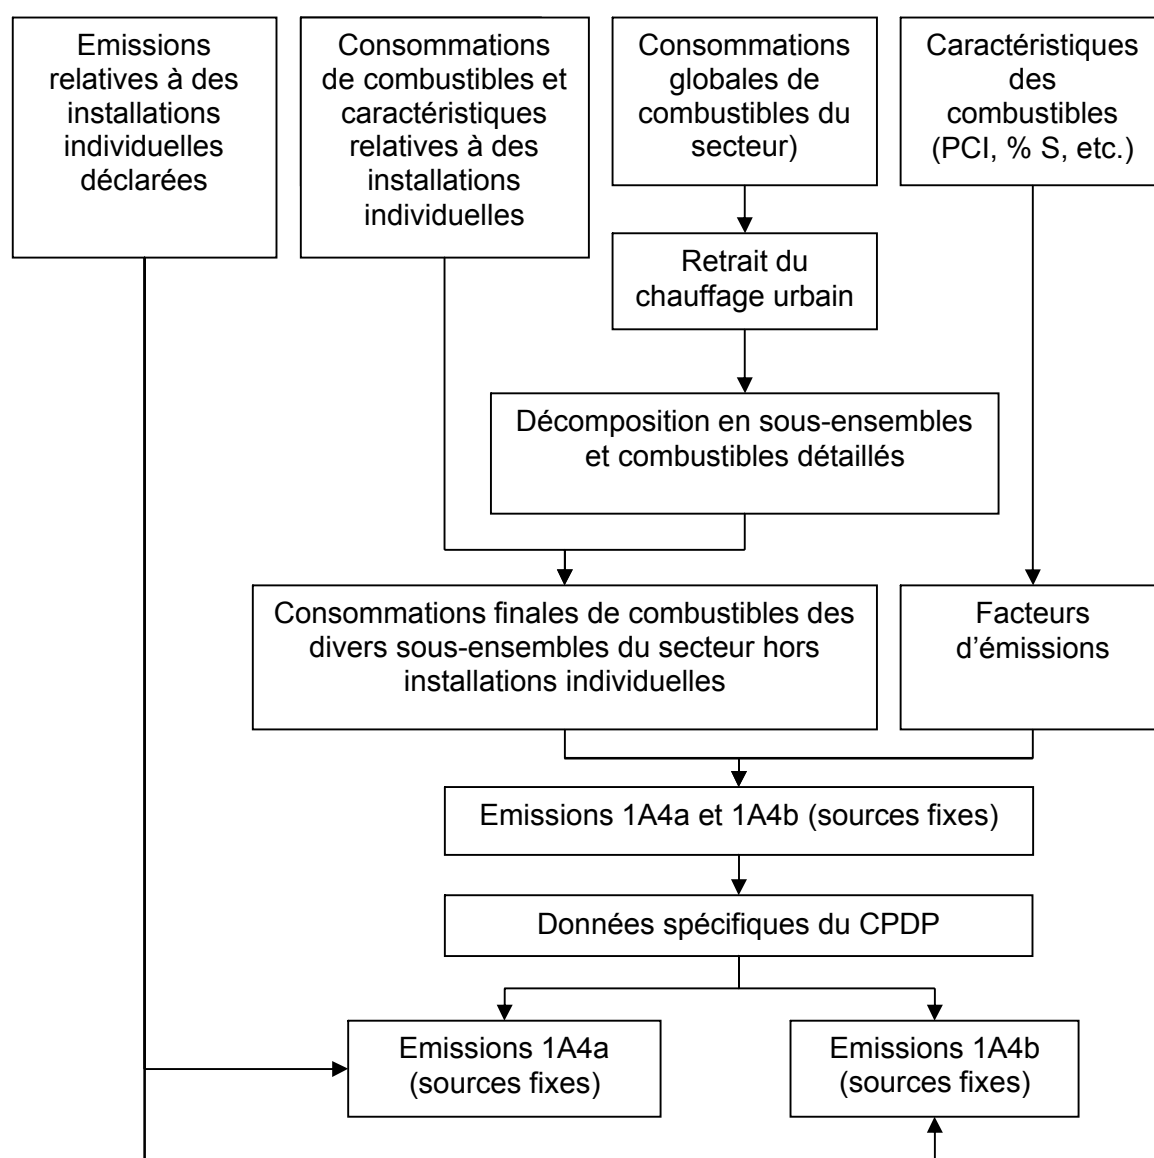 Emissions
relatives à des
installations
individuelles
déclarées
Consommations
de combustibles et
caractéristiques
relatives à des
installations
individuelles
Consommations
globales de
combustibles du
secteur)
Caractéristiques
des
combustibles
(PCI, % S, etc.)
Retrait du
chauffage urbain
Décomposition en sous-ensembles
et combustibles détaillés
Consommations finales de combustibles des
divers sous-ensembles du secteur hors
installations individuelles
Facteurs
d’émissions
Emissions 1A4a et 1A4b (sources fixes)
Données spécifiques du CPDP
Emissions 1A4a
(sources fixes)
Emissions 1A4b
(sources fixes)